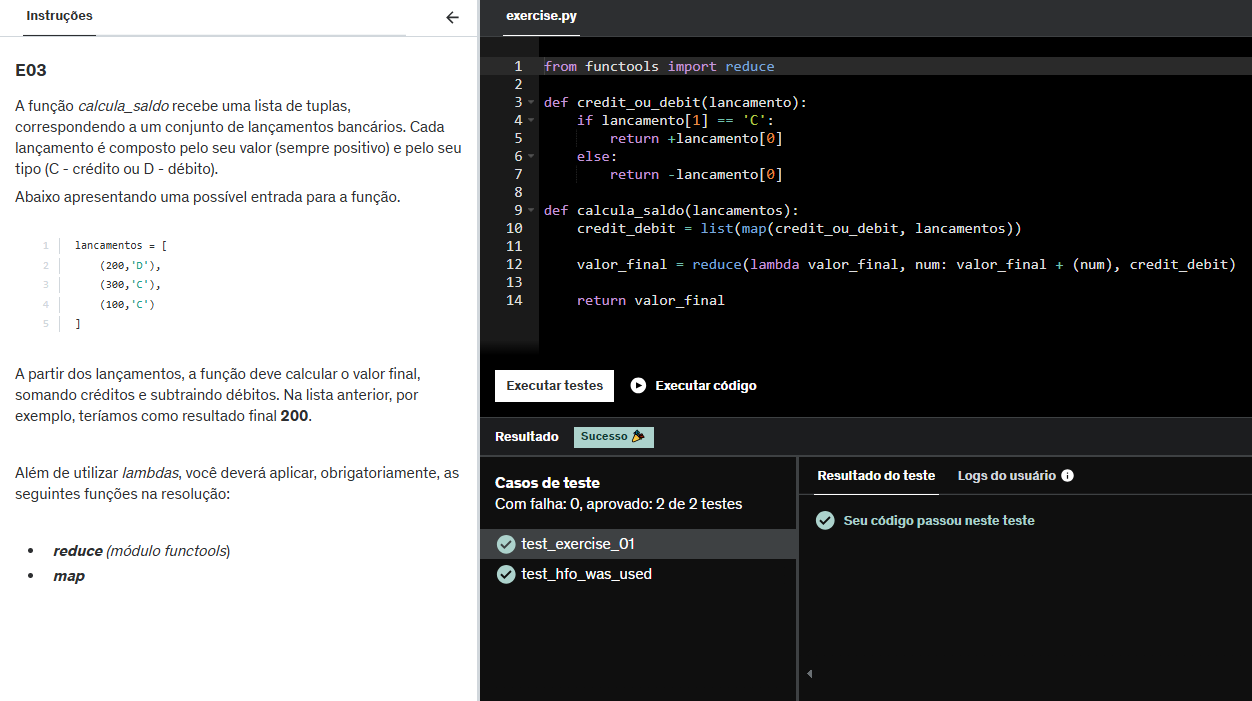 Instruções
E03
A função calcula_saldo recebe uma lista de tuplas,
correspondendo a um conjunto de lançamentos bancários. Cada
lançamento é composto pelo seu valor (sempre positivo) e pelo seu
tipo (C - crédito ou D - débito).
Abaixo apresentando uma possível entrada para a função.
1 lancamentos = [
2 (200,'D'),
3 (300,'C'),
4 (100,'C')
5 ]
A partir dos lançamentos, a função deve calcular o valor final,
somando créditos e subtraindo débitos. Na lista anterior, por
exemplo, teríamos como resultado final 200.
Além de utilizar lambdas, você deverá aplicar, obrigatoriamente, as
seguintes funções na resolução:
• reduce (módulo functools)
• map
exercise.py
1 from functools import reduce
2
3 def credit_ou_debit(lancamento):
4 if lancamento[1] == 'C':
5 return +lancamento[0]
6 else:
7 return -lancamento[0]
8
9 def calcula_saldo(lancamentos):
10 credit_debit = list(map(credit_ou_debit, lancamentos))
11
12 valor_final = reduce(lambda valor_final, num: valor_final + (num), credit_debit)
13
14 return valor_final
Executar testes Executar código
Resultado Sucesso
Casos de teste
Com falha: 0, aprovado: 2 de 2 testes
test_exercise_01
test_hfo_was_used
Resultado do teste Logs do usuário
Seu código passou neste teste